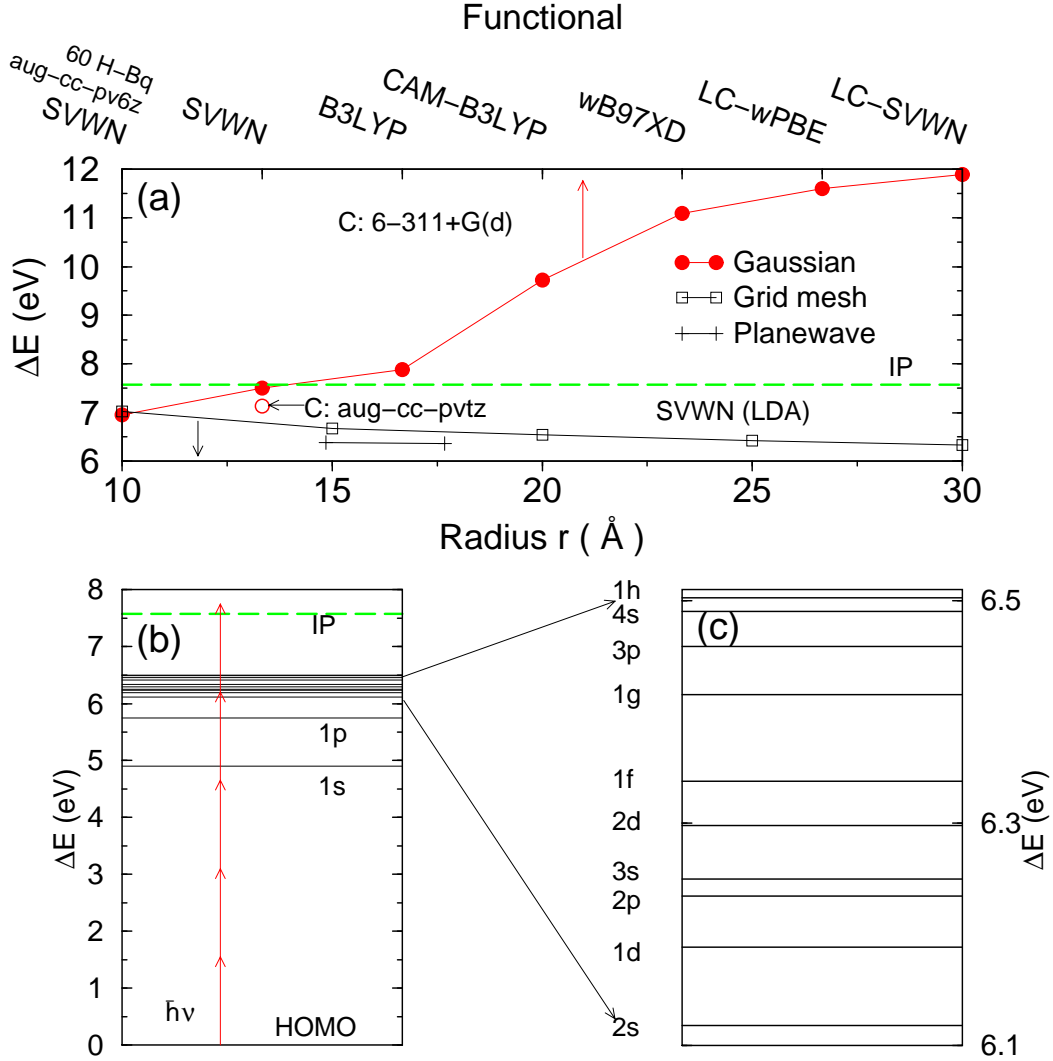 Functional
60 H–Bq
aug–cc–pv6z
SVWN
SVWN
B3LYP
CAM–B3LYP
wB97XD
LC–wPBE
LC–SVWN
(a)
12
11
10
9
8
7
6
ΔE (eV)
C: 6–311+G(d)
Gaussian
Grid mesh
Planewave
IP
C: aug–cc–pvtz
SVWN (LDA)
10
15
20
25
30
Radius r ( Å )
(b)
8
7
6
5
4
3
2
1
0
ΔE (eV)
IP
1p
1s
ħν
HOMO
(c)
1h
4s
3p
1g
1f
2d
3s
2p
1d
2s
6.5
6.3
6.1
ΔE (eV)